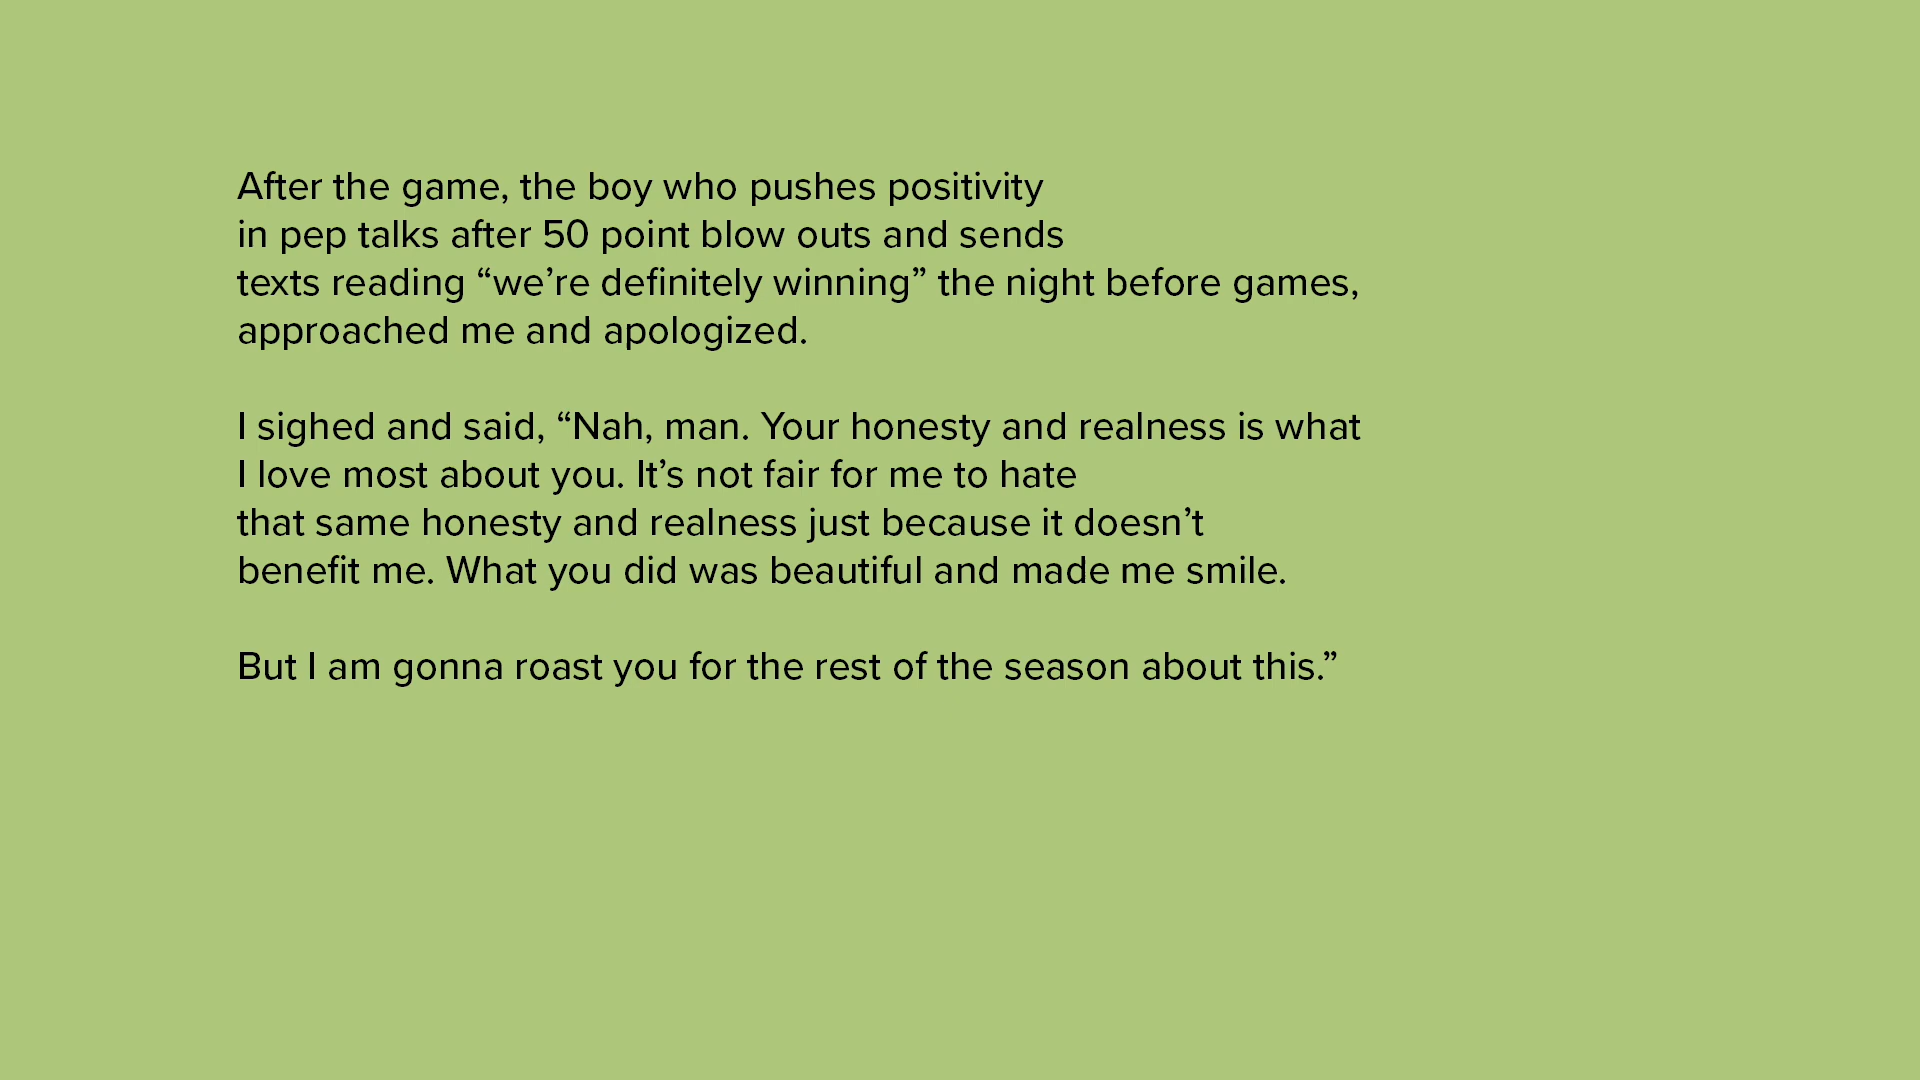 After the game, the boy who pushes positivity
in pep talks after 50 point blow outs and sends
texts reading “we’re definitely winning” the night before games,
approached me and apologized.

I sighed and said, “Nah, man. Your honesty and realness is what
I love most about you. It’s not fair for me to hate
that same honesty and realness just because it doesn’t
benefit me. What you did was beautiful and made me smile.

But I am gonna roast you for the rest of the season about this.”